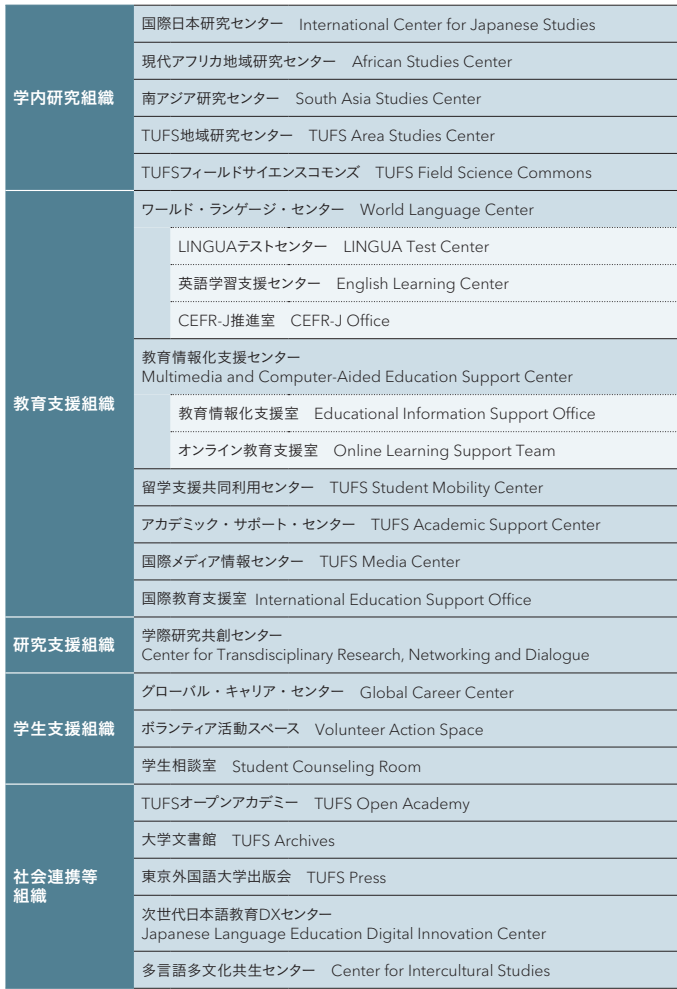 学内研究組織
国際日本研究センター　International Center for Japanese Studies
現代アフリカ地域研究センター　African Studies Center
南アジア研究センター　South Asia Studies Center
TUFS地域研究センター　TUFS Area Studies Center
TUFSフィールドサイエンスコモンズ　TUFS Field Science Commons
教育支援組織
ワールド・ランゲージ・センター　World Language Center
LINGUAテストセンター　LINGUA Test Center
英語学習支援センター　English Learning Center
CEFR-J推進室　CEFR-J Office
教育情報化支援センター
Multimedia and Computer-Aided Education Support Center
教育情報化支援室　Educational Information Support Office
オンライン教育支援室　Online Learning Support Team
留学支援共同利用センター　TUFS Student Mobility Center
アカデミック・サポート・センター　TUFS Academic Support Center
国際メディア情報センター　TUFS Media Center
国際教育支援室 International Education Support Office
研究支援組織
学際研究共創センター
Center for Transdisciplinary Research, Networking and Dialogue
学生支援組織
グローバル・キャリア・センター　Global Career Center
ボランティア活動スペース　Volunteer Action Space
学生相談室　Student Counseling Room
社会連携等
組織
TUFSオープンアカデミー　TUFS Open Academy
大学文書館　TUFS Archives
東京外国語大学出版会　TUFS Press
次世代日本語教育DXセンター
Japanese Language Education Digital Innovation Center
多言語多文化共生センター　Center for Intercultural Studies